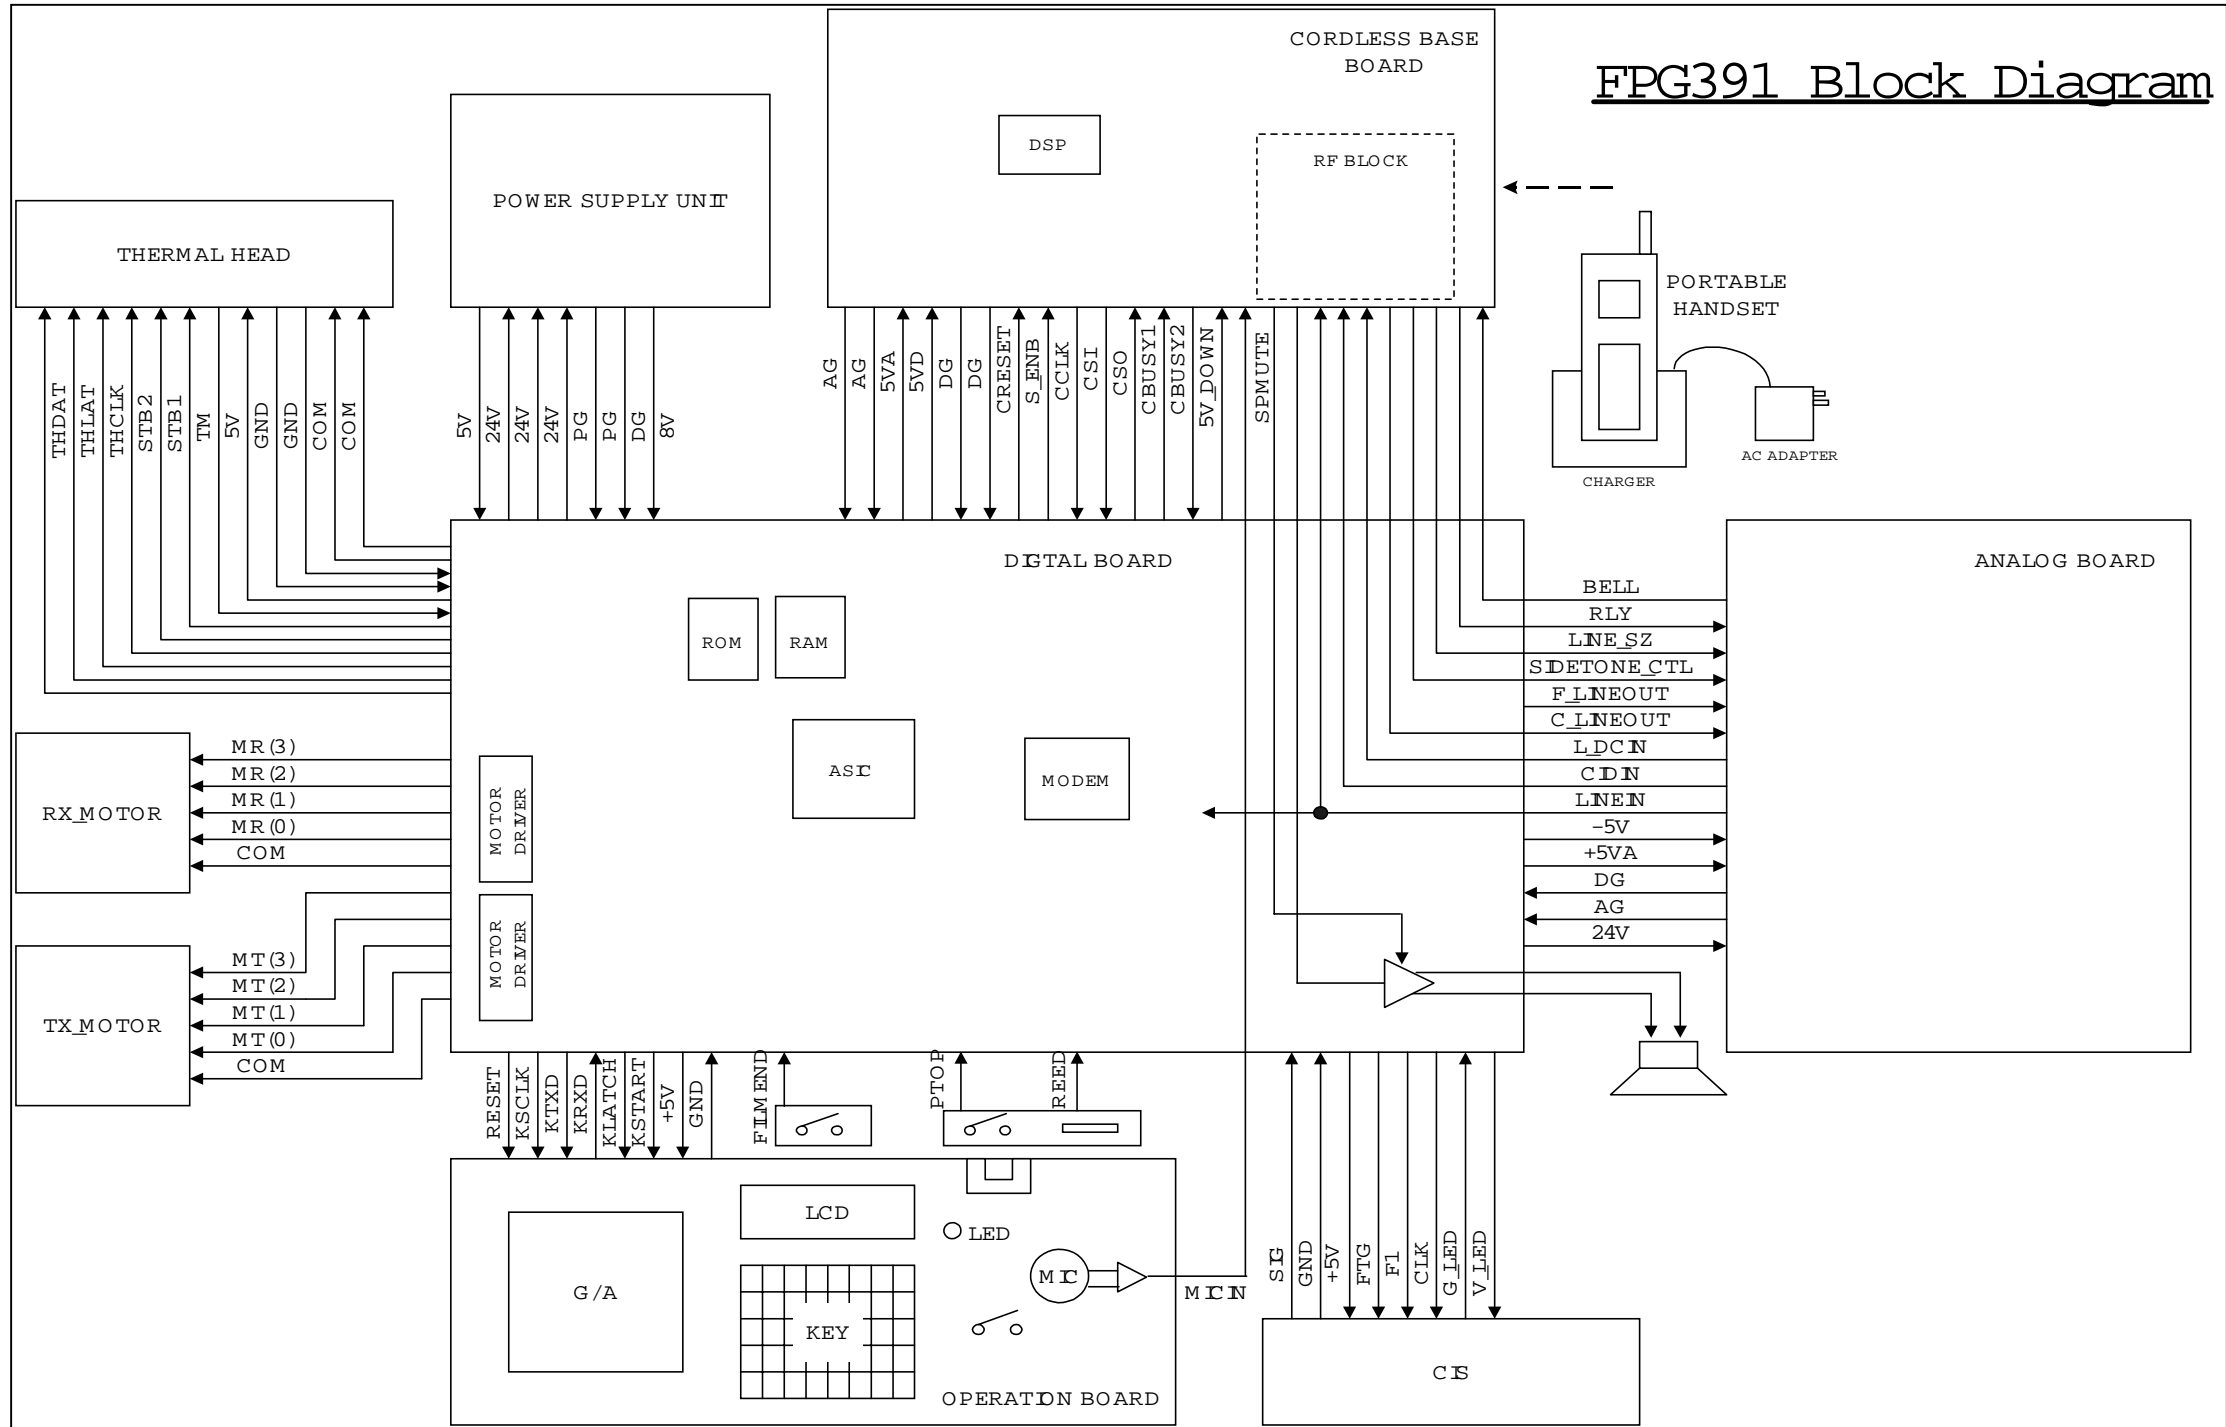 FPG391 Block Diagram
CORDLESS BASE
BOARD
DSP
RF BLOCK
POWER SUPPLY UNIT
THERMAL HEAD
PORTABLE
HANDSET
AC ADAPTER
CHARGER
THDAT
THLAT
THCLK
STB2
STB1
TM
5V
GND
GND
COM
COM
5V
24V
24V
24V
PG
PG
DG
8V
AG
AG
5VA
5VD
DG
DG
CRESET
S_ENB
CCLK
CSI
CSO
CBUSY1
CBUSY2
5V_DOWN
SPMUTE
DIGTAL BOARD
ANALOG BOARD
ROM
RAM
ASIC
MODEM
MOTOR
DRIVER
MOTOR
DRIVER
BELL
RLY
LINE_SZ
SIDETONE_CTL
F_LINEOUT
C_LINEOUT
L_DCIN
CIDIN
LINEIN
-5V
+5VA
DG
AG
24V
RX_MOTOR
MR(3)
MR(2)
MR(1)
MR(0)
COM
TX_MOTOR
MT(3)
MT(2)
MT(1)
MT(0)
COM
RESET
KSCLK
KTXD
KRXD
KLATCH
KSTART
+5V
GND
FILM END
PTOP
REED
LCD
LED
G/A
KEY
MIC
MICIN
OPERATION BOARD
SIG
GND
+5V
FTG
F1
CLK
G_LED
V_LED
CIS